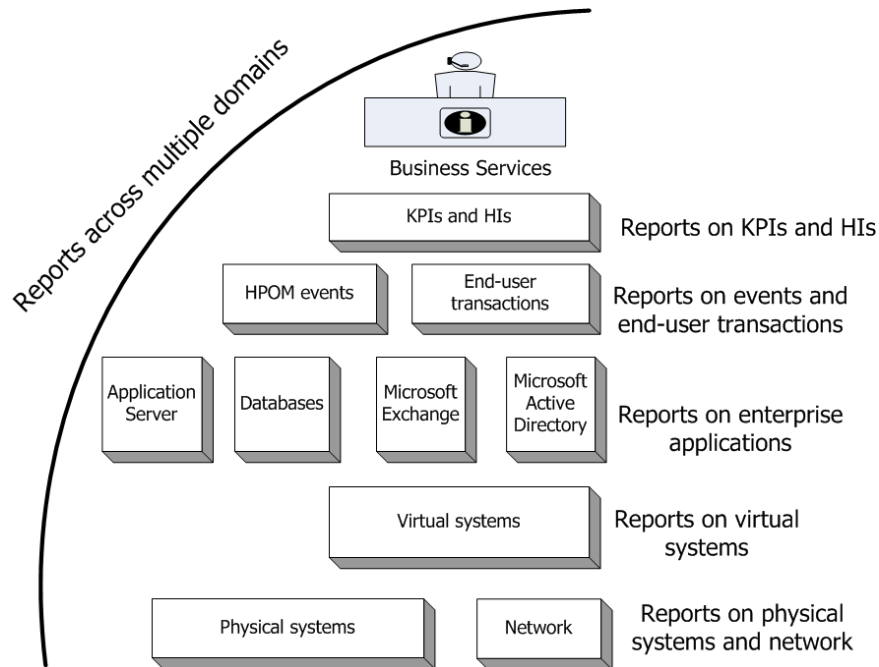 Reports across multiple domains
i
Business Services
KPIs and HIs
Reports on KPIs and HIs
HPOM events
End-user
transactions
Reports on events and
end-user transactions
Application
Server
Databases
Microsoft
Exchange
Microsoft
Active
Directory
Reports on enterprise
applications
Virtual systems
Reports on virtual
systems
Physical systems
Network
Reports on physical
systems and network